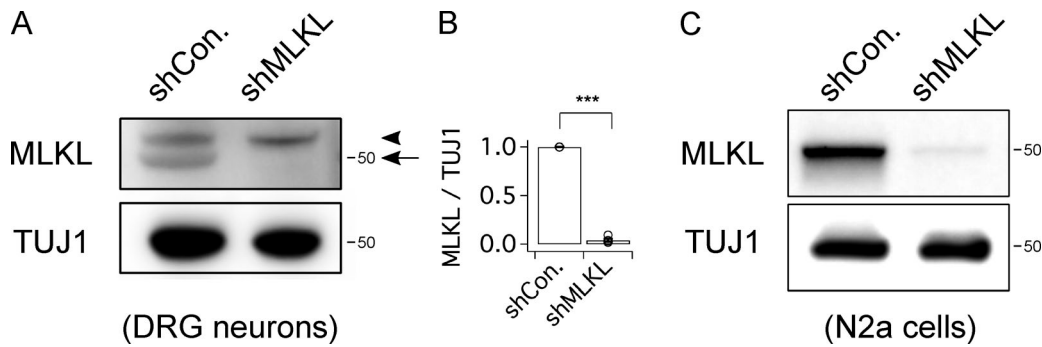 A
shCon.
shMLKL
MLKL
-50
TUJ1
-50
(DRG neurons)
B
***
MLKL / TUJ1
1.0
0.5
0.0
shCon.
shMLKL
C
shCon.
shMLKL
MLKL
-50
TUJ1
-50
(N2a cells)